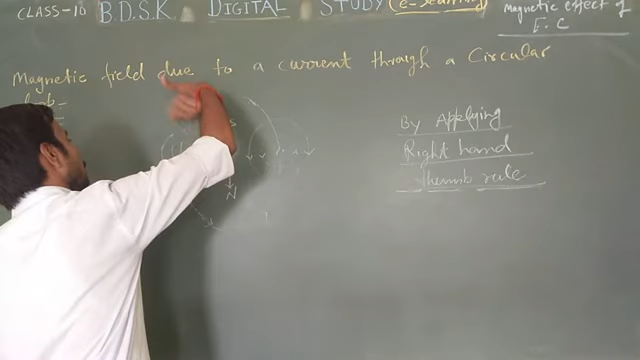 CLASS-10 B.D.S.K DIGITAL STUDY (e-learning)
Magnetic effect of
E.C
Magnetic field due to a current through a Circular
loop:-
By Applying
Right hand
thumb rule
S
N